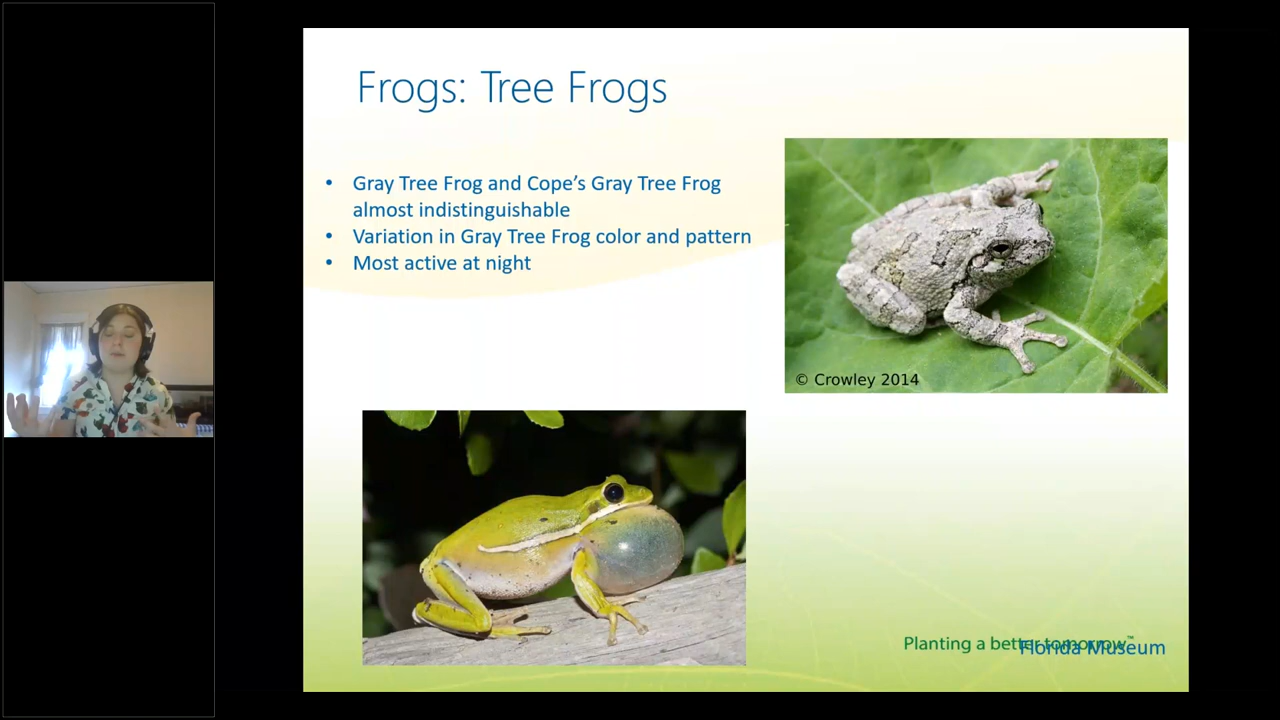 Frogs: Tree Frogs
• Gray Tree Frog and Cope's Gray Tree Frog
almost indistinguishable
• Variation in Gray Tree Frog color and pattern
• Most active at night
© Crowley 2014
Planting a better tomorrow™
Florida Museum